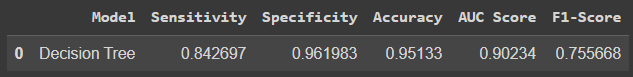 Model Sensitivity Specificity Accuracy AUC Score F1-Score
0 Decision Tree 0.842697 0.961983 0.95133 0.90234 0.755668